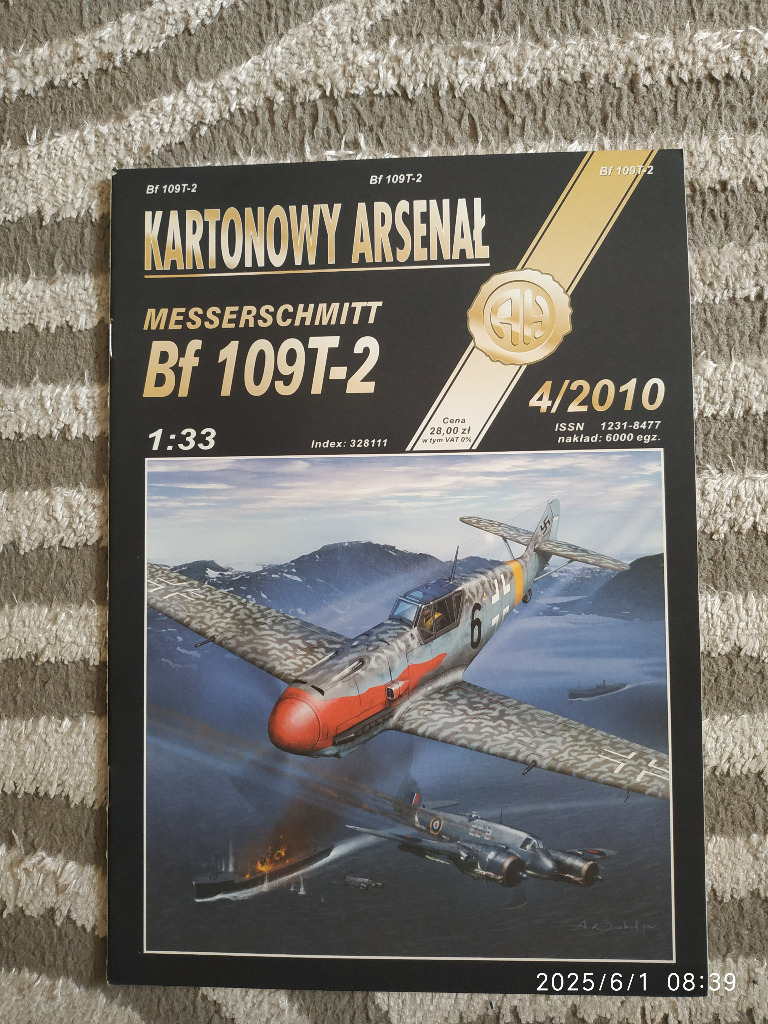 Bf 109T-2 Bf 109T-2 Bf 109T-2
KARTONOWY ARSENAŁ
AH
MESSERSCHMITT
Bf 109T-2
4/2010
1:33
Index: 328111
Cena
28,00 zł
w tym VAT 0%
ISSN 1231-8477
nakład: 6000 egz.
6
2025/6/1 08:39